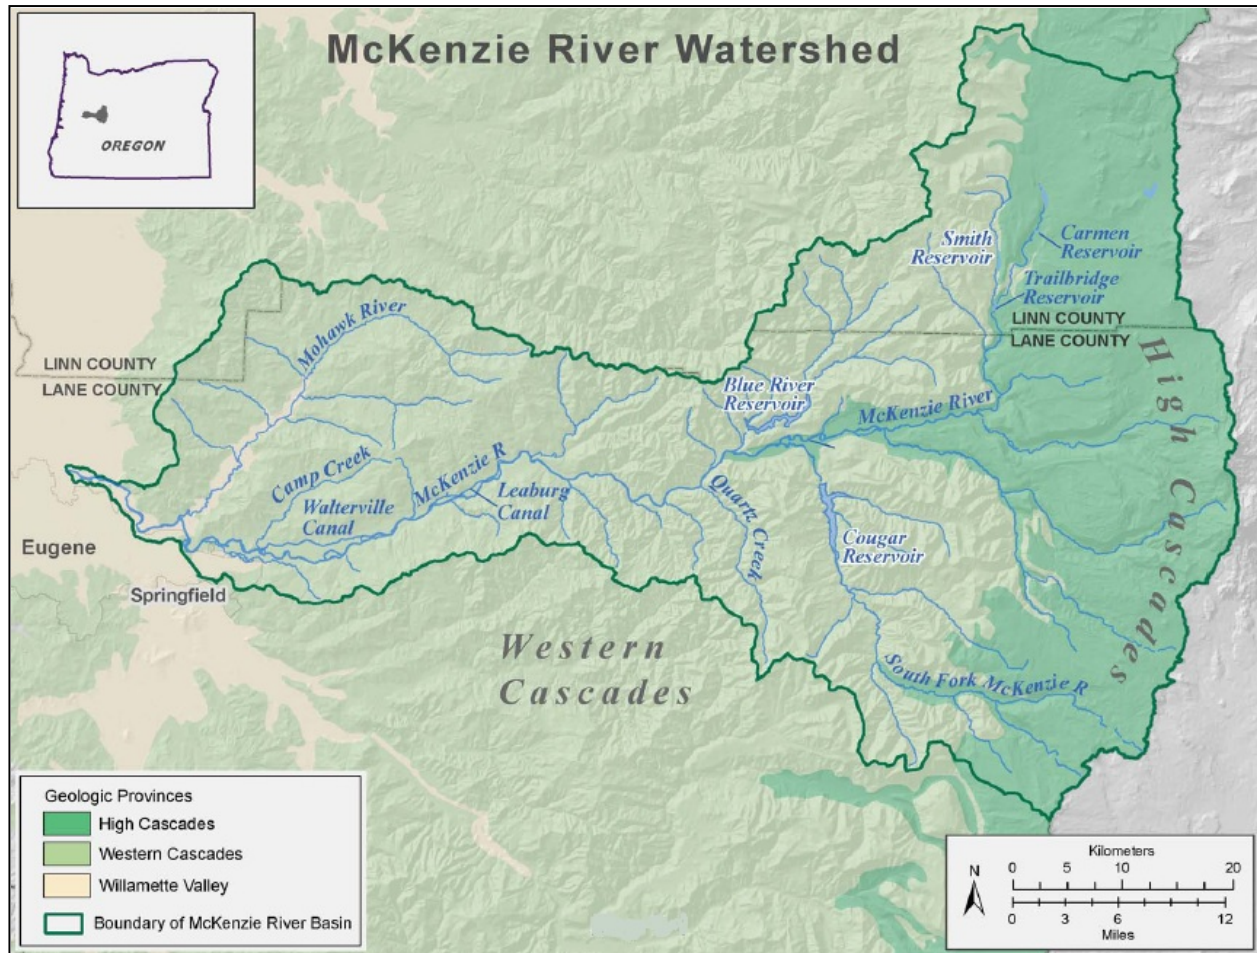 McKenzie River Watershed
OREGON
Smith
Reservoir
Carmen
Reservoir
Trailbridge
Reservoir
LINN COUNTY
LANE COUNTY
Mohawk River
LINN COUNTY
LANE COUNTY
Blue River
Reservoir
McKenzie River
High Cascades
Camp Creek
McKenzie R
Walterville
Canal
Leaburg
Canal
Quartz Creek
Cougar
Reservoir
Eugene
Springfield
Western
Cascades
South Fork McKenzie R
Geologic Provinces
High Cascades
Western Cascades
Willamette Valley
Boundary of McKenzie River Basin
N
Kilometers
0 5 10 20
0 3 6 12
Miles